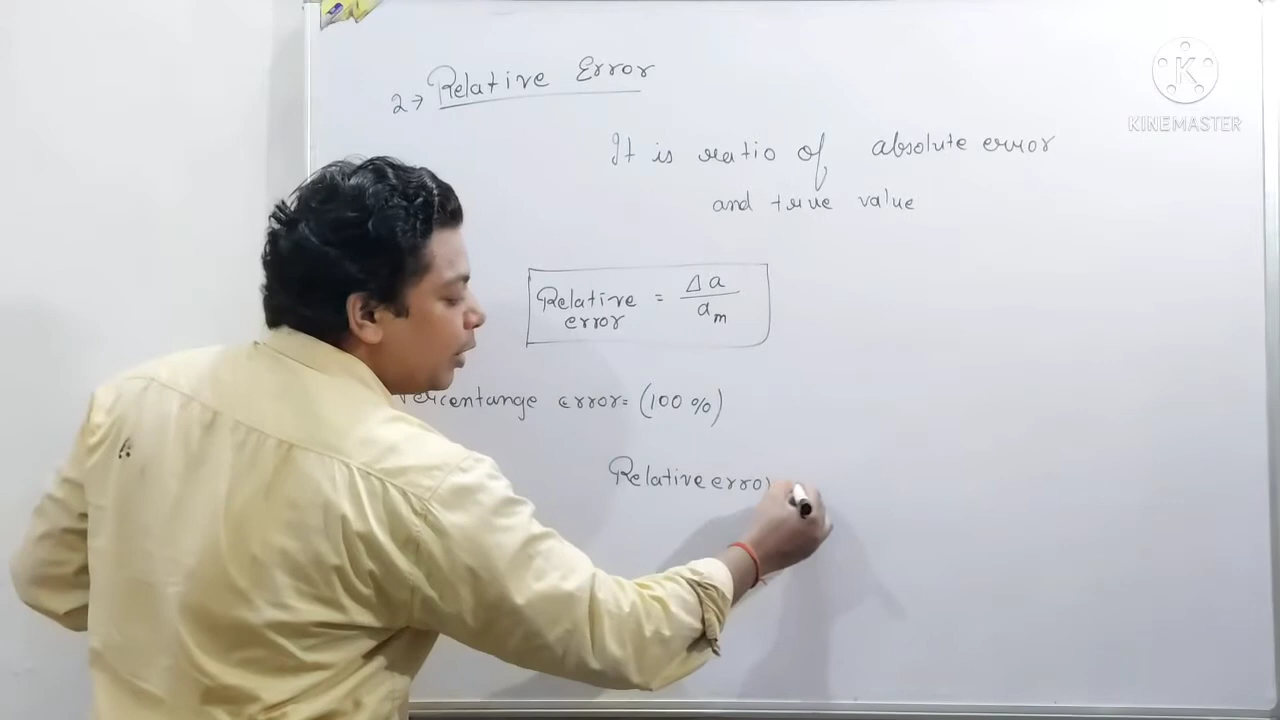 2→ Relative Error
It is ratio of absolute error
and true value
Relative error = Δa / am
Percentange error= (100 %)
Relative error
K
KINEMASTER